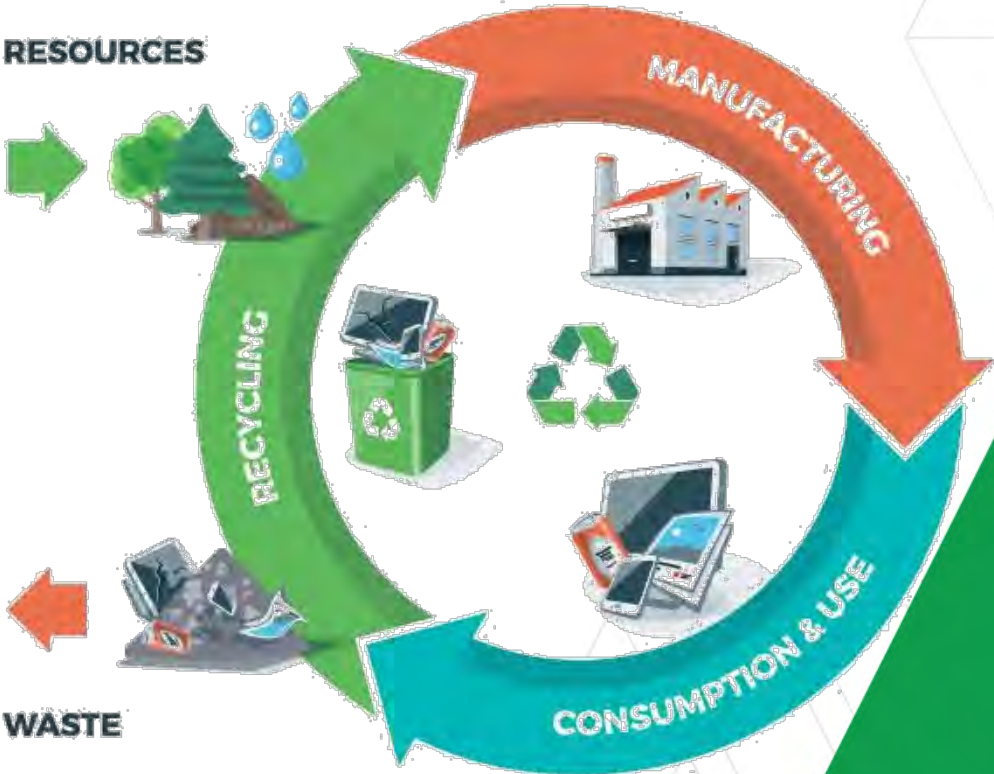 RESOURCES
MANUFACTURING
RECYCLING
CONSUMPTION & USE
WASTE